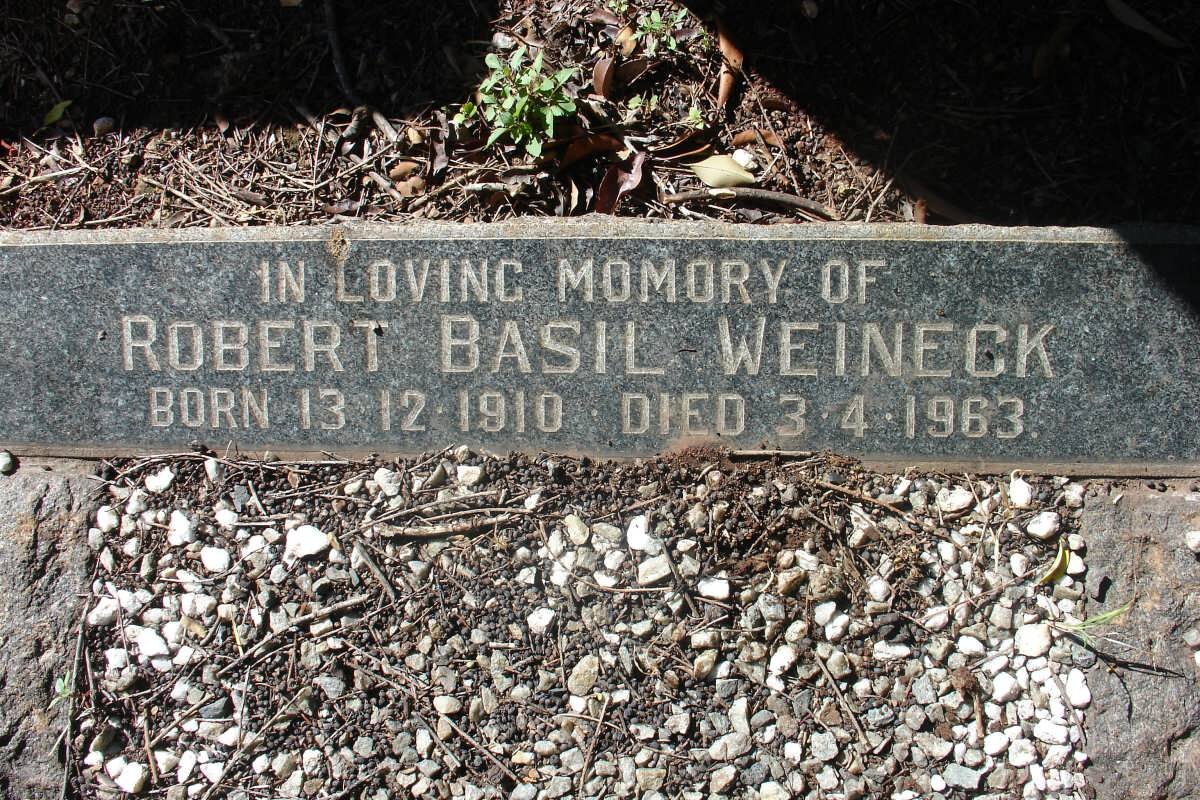 IN LOVING MOMORY OF
ROBERT BASIL WEINECK
BORN 13·12·1910 · DIED 3·4·1963.